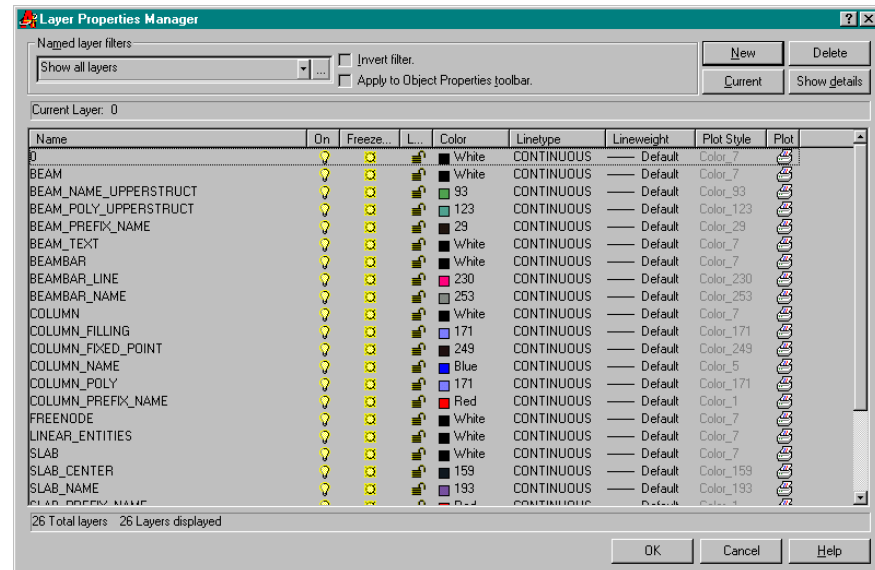 Layer Properties Manager
Named layer filters
Show all layers
...
Invert filter.
Apply to Object Properties toolbar.
New
Delete
Current
Show details
Current Layer: 0
Name On Freeze... L... Color Linetype Lineweight Plot Style Plot
0 White CONTINUOUS Default Color_7
BEAM White CONTINUOUS Default Color_7
BEAM_NAME_UPPERSTRUCT 93 CONTINUOUS Default Color_93
BEAM_POLY_UPPERSTRUCT 123 CONTINUOUS Default Color_123
BEAM_PREFIX_NAME 29 CONTINUOUS Default Color_29
BEAM_TEXT White CONTINUOUS Default Color_7
BEAMBAR White CONTINUOUS Default Color_7
BEAMBAR_LINE 230 CONTINUOUS Default Color_230
BEAMBAR_NAME 253 CONTINUOUS Default Color_253
COLUMN White CONTINUOUS Default Color_7
COLUMN_FILLING 171 CONTINUOUS Default Color_171
COLUMN_FIXED_POINT 249 CONTINUOUS Default Color_249
COLUMN_NAME Blue CONTINUOUS Default Color_5
COLUMN_POLY 171 CONTINUOUS Default Color_171
COLUMN_PREFIX_NAME Red CONTINUOUS Default Color_1
FREENODE White CONTINUOUS Default Color_7
LINEAR_ENTITIES White CONTINUOUS Default Color_7
SLAB White CONTINUOUS Default Color_7
SLAB_CENTER 159 CONTINUOUS Default Color_159
SLAB_NAME 193 CONTINUOUS Default Color_193
SLAB_PREFIX_NAME Red CONTINUOUS Default Color_1
26 Total layers 26 Layers displayed
OK
Cancel
Help